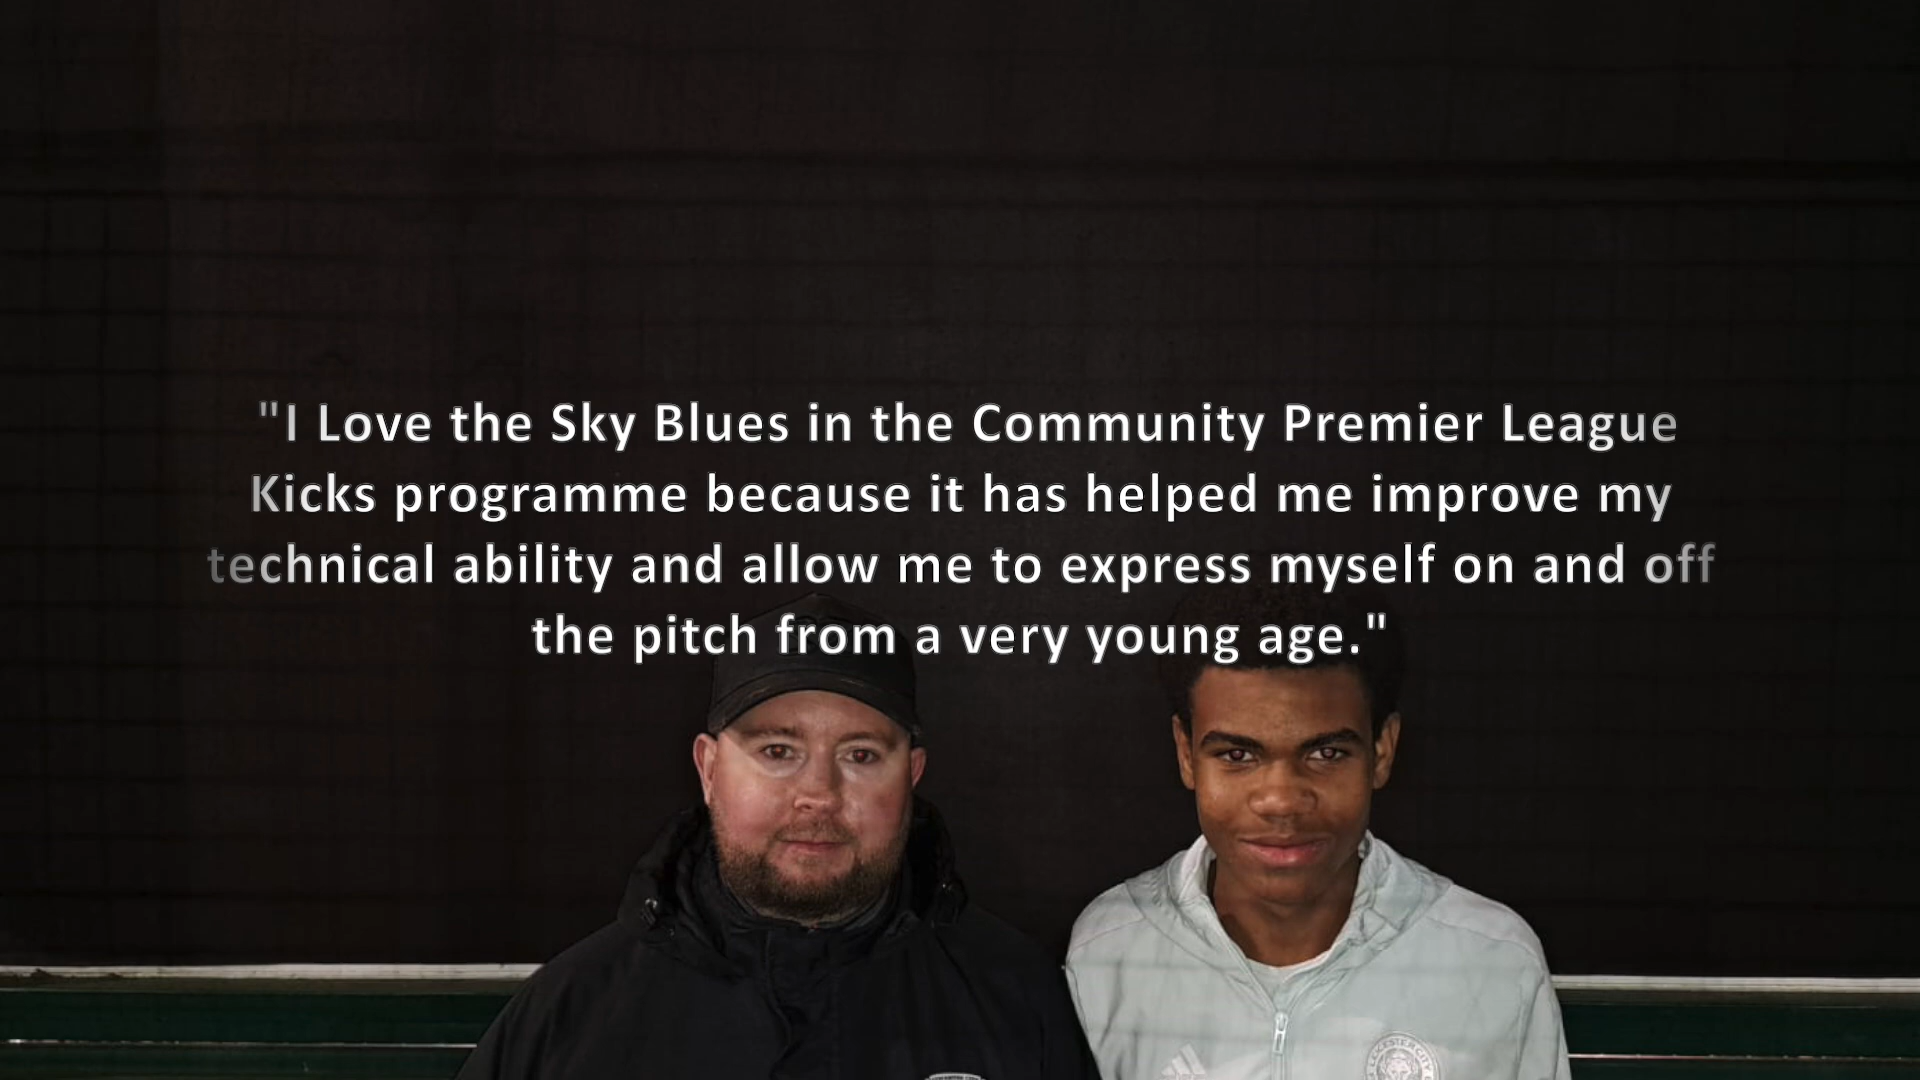 "I Love the Sky Blues in the Community Premier League
Kicks programme because it has helped me improve my
technical ability and allow me to express myself on and off
the pitch from a very young age."